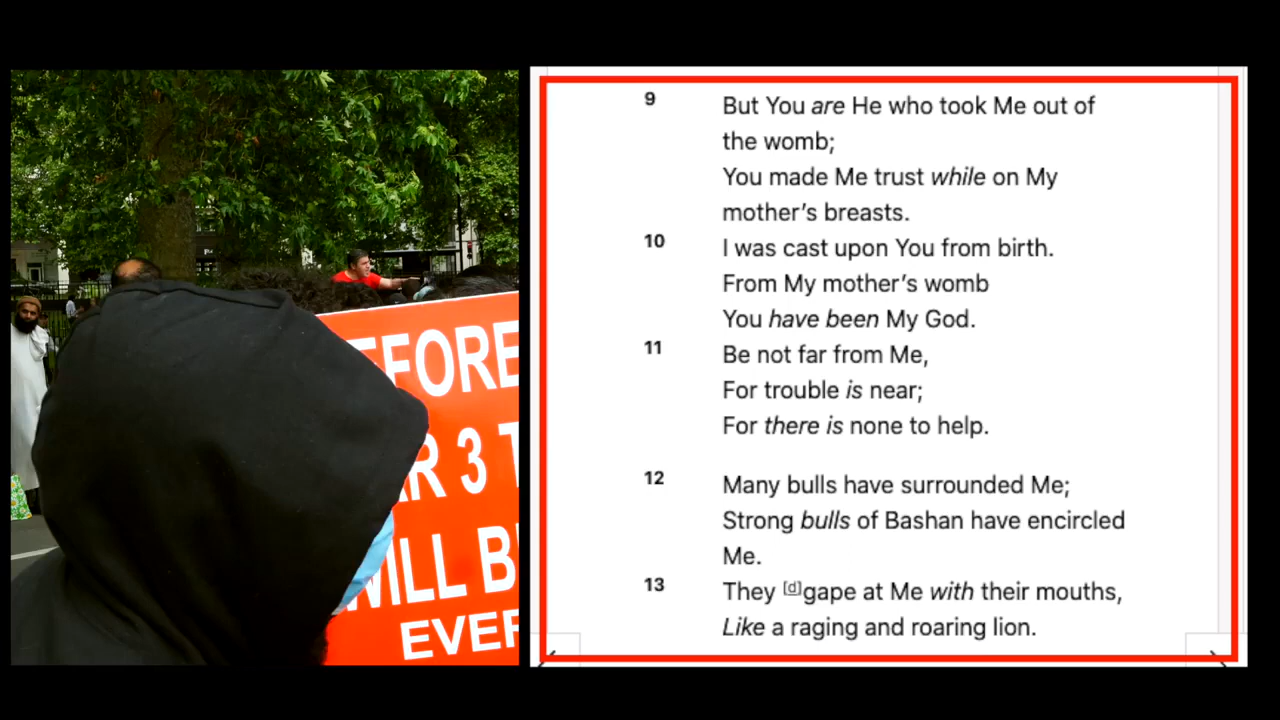 FORE
R 3 T
WILL B
EVER
9 But You are He who took Me out of
the womb;
You made Me trust while on My
mother's breasts.
10 I was cast upon You from birth.
From My mother's womb
You have been My God.
11 Be not far from Me,
For trouble is near;
For there is none to help.
12 Many bulls have surrounded Me;
Strong bulls of Bashan have encircled
Me.
13 They [d]gape at Me with their mouths,
Like a raging and roaring lion.